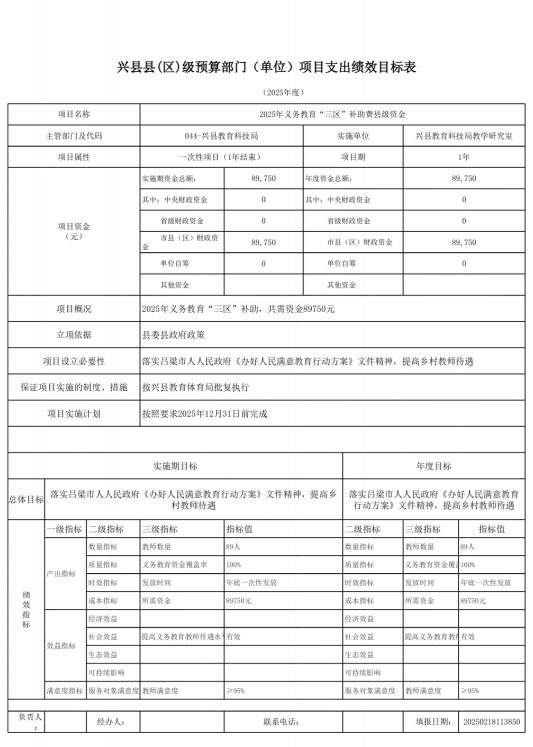 兴县县(区)级预算部门（单位）项目支出绩效目标表
（2025年度）
项目名称 2025年义务教育“三区”补助费县级资金
主管部门及代码 044-兴县教育科技局 实施单位 兴县教育科技局教学研究室
项目属性 一次性项目（1年结束） 项目期 1年
项目资金
（元）
实施期资金总额： 89,750 年度资金总额： 89,750
其中：中央财政资金 0 其中：中央财政资金 0
省级财政资金 0 省级财政资金 0
市县（区）财政资
金 89,750 市县（区）财政资金 89,750
单位自筹 0 单位自筹 0
其他资金 其他资金
项目概况 2025年义务教育“三区”补助，共需资金89750元
立项依据 县委县政府政策
项目设立必要性 落实吕梁市人人民政府《办好人民满意教育行动方案》文件精神，提高乡村教师待遇
保证项目实施的制度、措施 按兴县教育体育局批复执行
项目实施计划 按照要求2025年12月31日前完成
实施期目标 年度目标
总体目标
落实吕梁市人人民政府《办好人民满意教育行动方案》文件精神，提高乡
村教师待遇
落实吕梁市人人民政府《办好人民满意教育
行动方案》文件精神，提高乡村教师待遇
绩
效
指
标
一级指标 二级指标 三级指标 指标值 二级指标 三级指标 指标值
产出指标
数量指标 教师数量 89人 数量指标 教师数量 89人
质量指标 义务教育资金覆盖率 100% 质量指标 义务教育资金覆 100%
时效指标 发放时间 年底一次性发放 时效指标 发放时间 年底一次性发放
成本指标 所需资金 89750元 成本指标 所需资金 89750元
效益指标
经济效益 经济效益
社会效益 提高义务教育教师待遇水 有效 社会效益 提高义务教育教 有效
生态效益 生态效益
可持续影响 可持续影响
满意度指标 服务对象满意度 教师满意度 ≥95% 服务对象满意度 教师满意度 ≥95%
负责人
：
经办人： 联系电话： 填报日期： 20250218113850